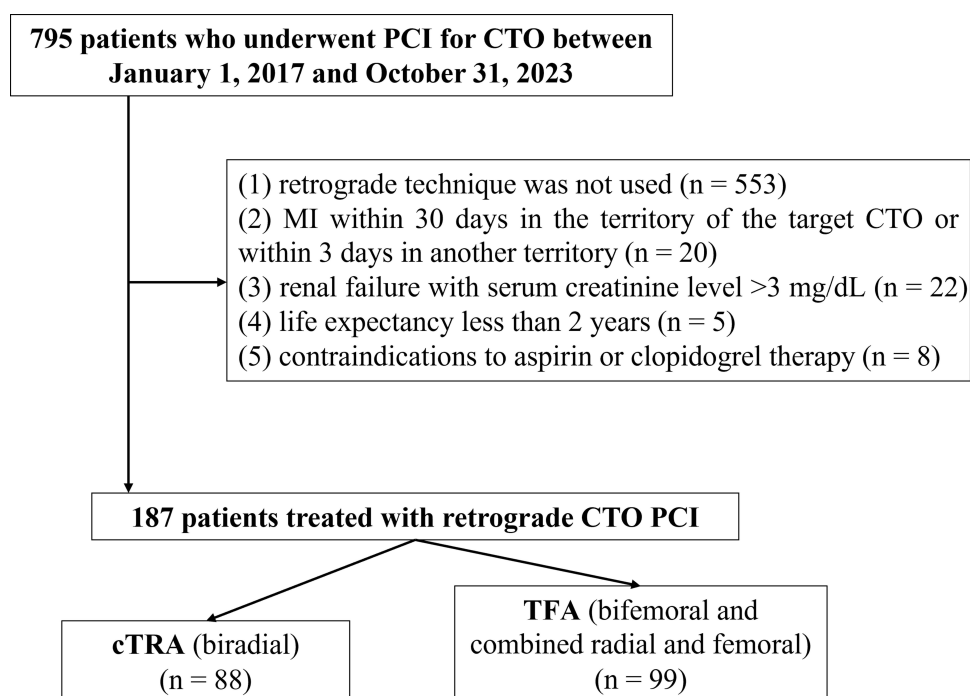 795 patients who underwent PCI for CTO between
January 1, 2017 and October 31, 2023
(1) retrograde technique was not used (n = 553)
(2) MI within 30 days in the territory of the target CTO or
within 3 days in another territory (n = 20)
(3) renal failure with serum creatinine level >3 mg/dL (n = 22)
(4) life expectancy less than 2 years (n = 5)
(5) contraindications to aspirin or clopidogrel therapy (n = 8)
187 patients treated with retrograde CTO PCI
cTRA (biradial)
(n = 88)
TFA (bifemoral and
combined radial and femoral)
(n = 99)